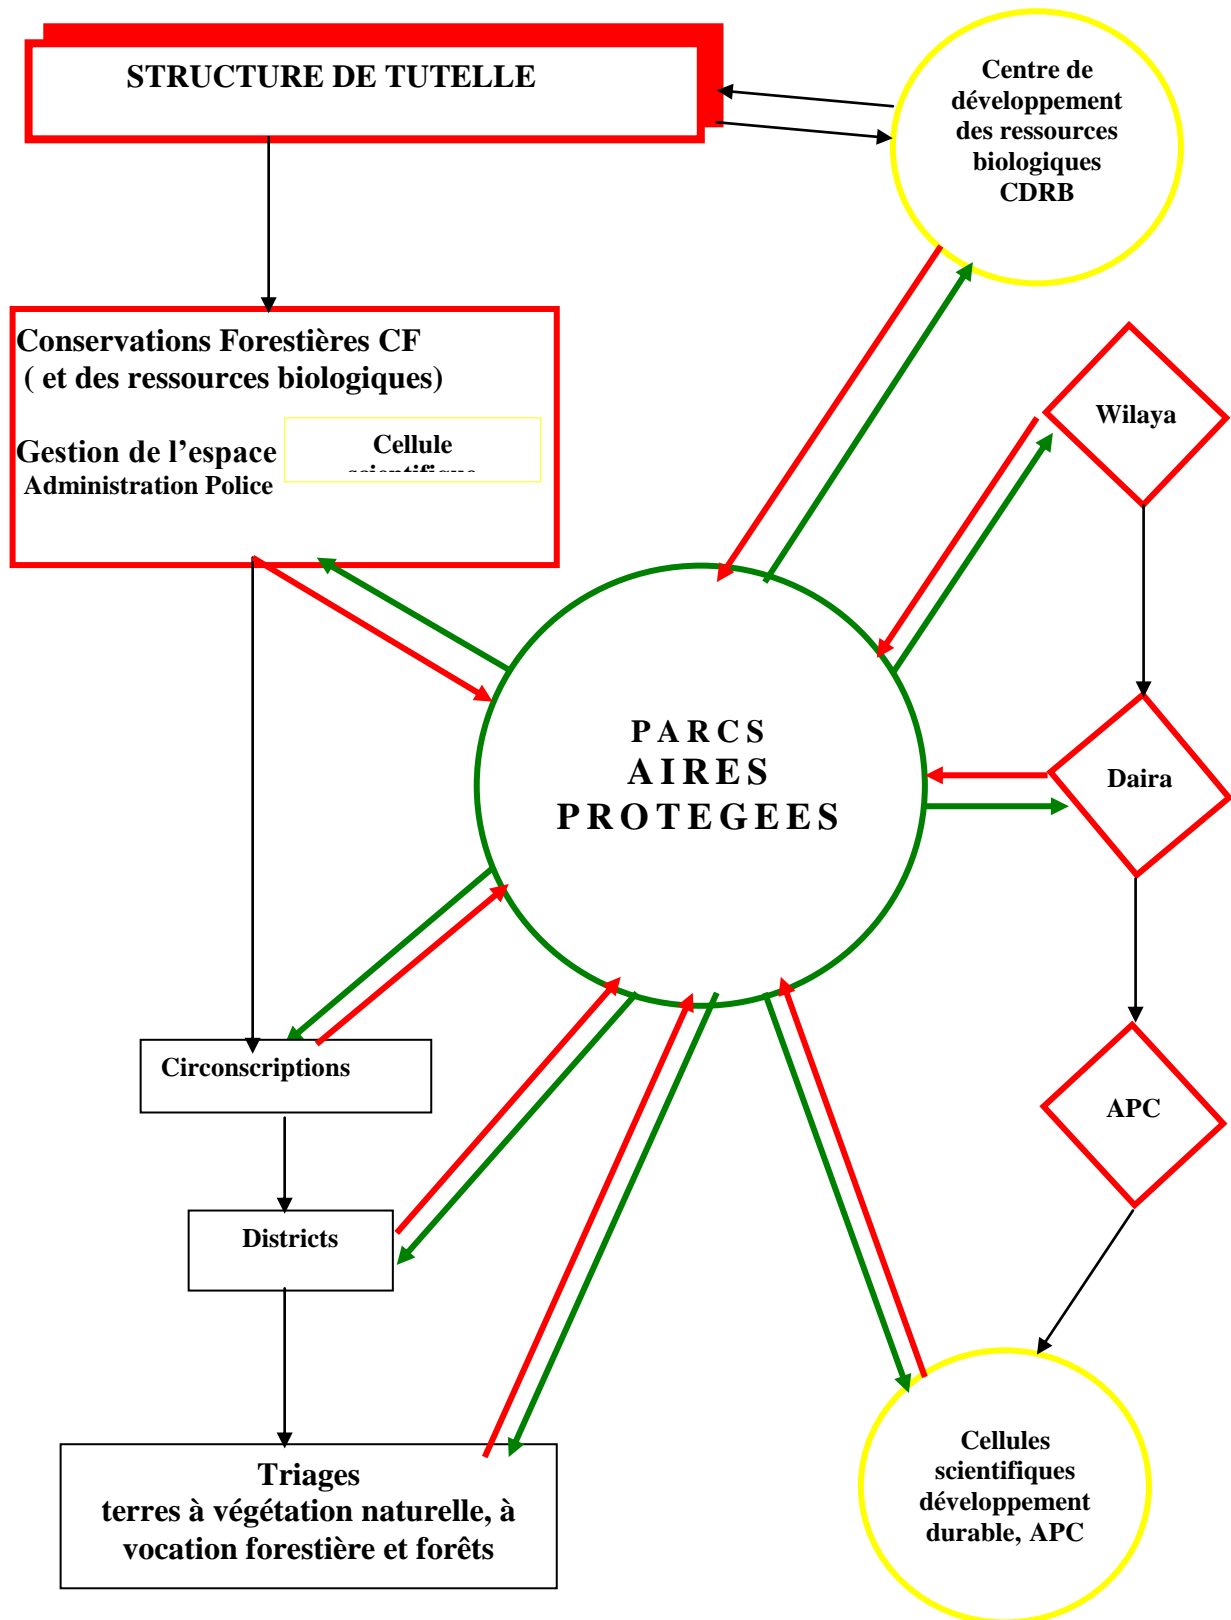 STRUCTURE DE TUTELLE
Centre de
développement
des ressources
biologiques
CDRB
Conservations Forestières CF
( et des ressources biologiques)
Gestion de l’espace
Administration Police
Cellule
scientifique
Wilaya
PARCS
AIRES
PROTEGEES
Daira
Circonscriptions
APC
Districts
Triages
terres à végétation naturelle, à
vocation forestière et forêts
Cellules
scientifiques
développement
durable, APC